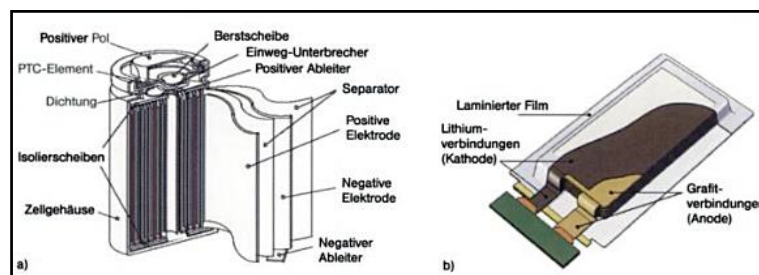 Positiver Pol
PTC-Element
Dichtung
Isolierscheiben
Zellgehäuse
a)
Berstscheibe
Einweg-Unterbrecher
Positiver Ableiter
Separator
Positive
Elektrode
Negative
Elektrode
Negativer
Ableiter
Laminierter Film
Lithium-
verbindungen
(Kathode)
Grafit-
verbindungen
(Anode)
b)